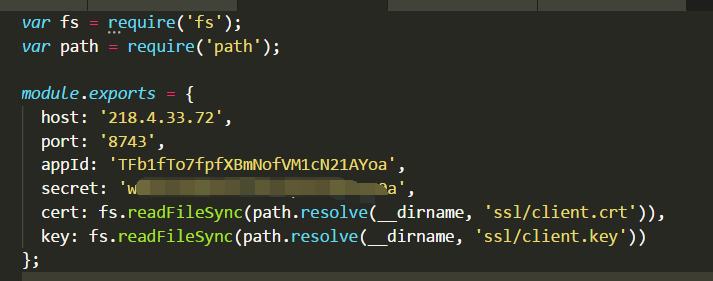 var fs = require('fs');
var path = require('path');
module.exports = {
host: '218.4.33.72',
port: '8743',
appId: 'TFb1fTo7fpfXBmNofVM1cN21AYoa',
secret:
cert: fs.readFileSync(path.resolve(__dirname, 'ssl/client.crt')),
key: fs.readFileSync(path.resolve(__dirname, 'ssl/client.key'))
};